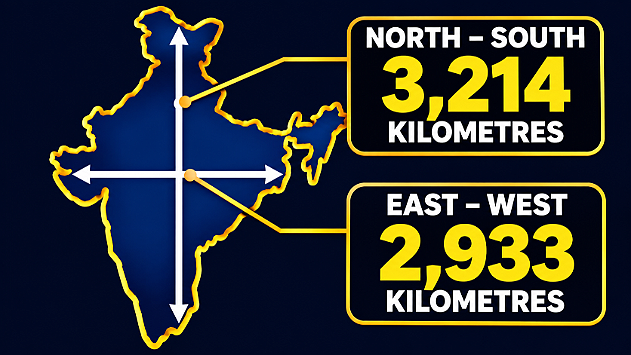 NORTH – SOUTH
3,214
KILOMETRES
EAST – WEST
2,933
KILOMETRES